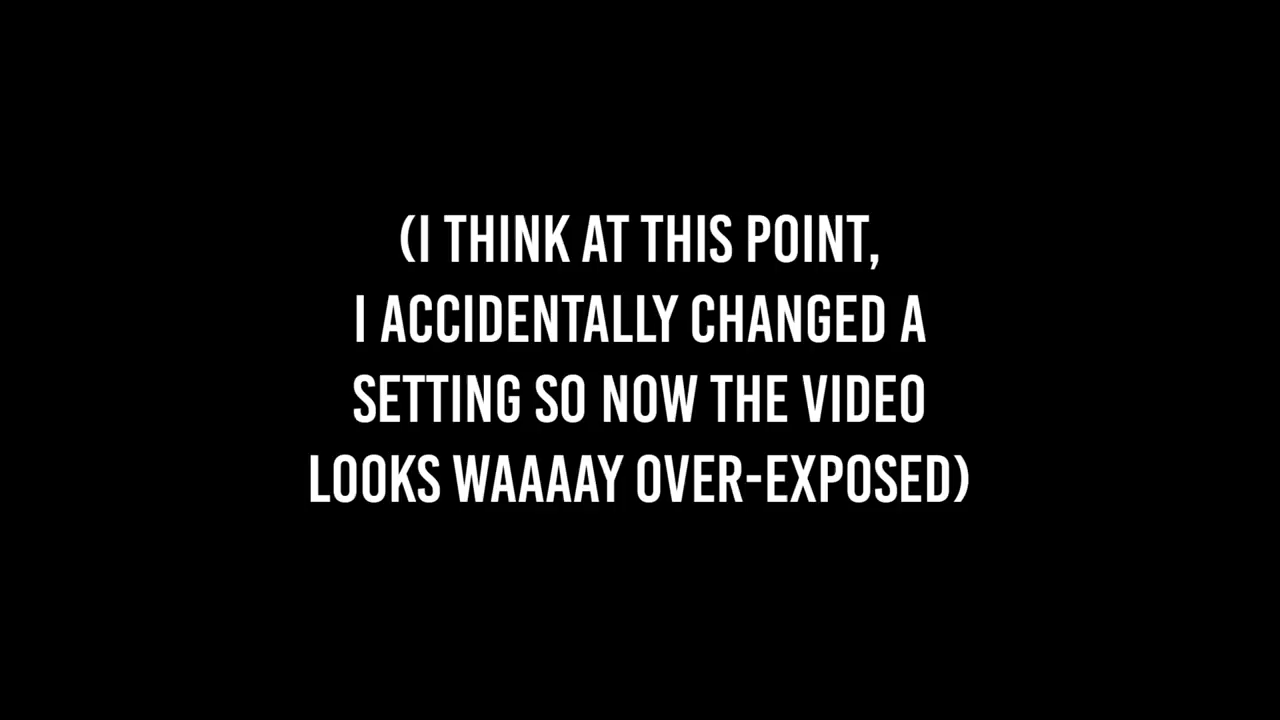 (I THINK AT THIS POINT,
I ACCIDENTALLY CHANGED A
SETTING SO NOW THE VIDEO
LOOKS WAAAAY OVER-EXPOSED)